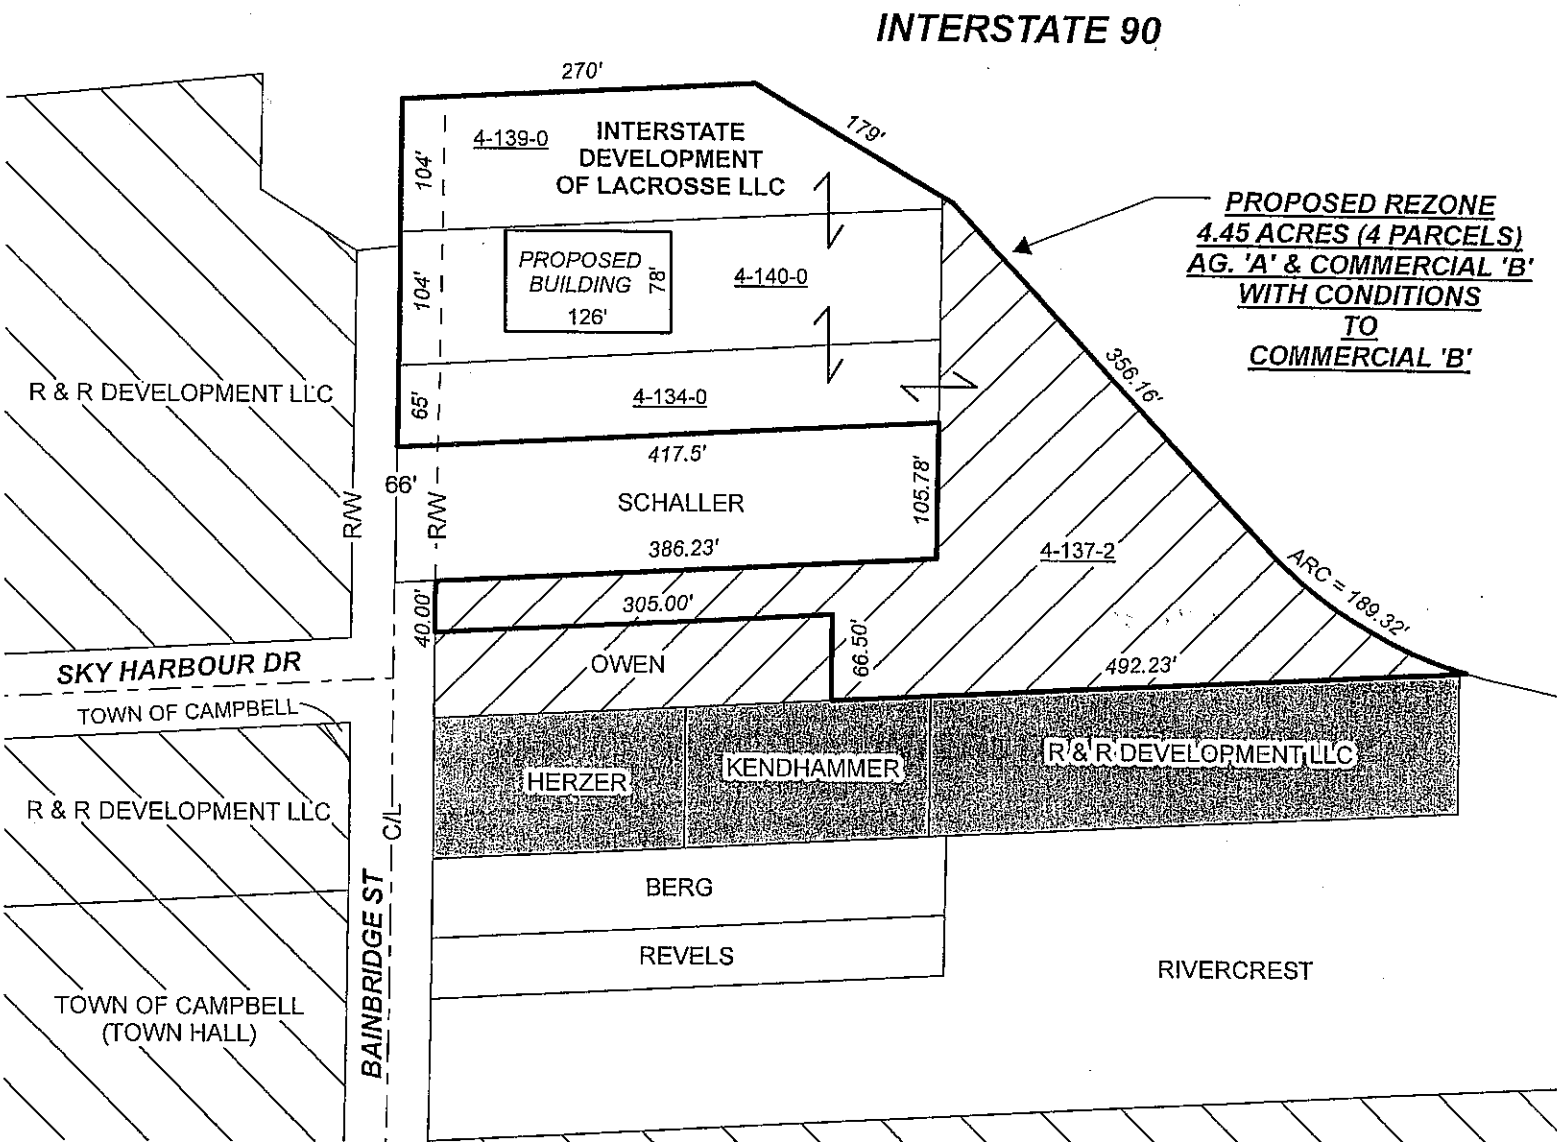 INTERSTATE 90
270'
179'
4-139-0
INTERSTATE
DEVELOPMENT
OF LACROSSE LLC
104'
PROPOSED REZONE
4.45 ACRES (4 PARCELS)
AG. 'A' & COMMERCIAL 'B'
WITH CONDITIONS
TO
COMMERCIAL 'B'
PROPOSED
BUILDING
78'
126'
4-140-0
104'
356.16'
R & R DEVELOPMENT LLC
65'
4-134-0
417.5'
66'
R/W
R/W
SCHALLER
105.78'
386.23'
4-137-2
ARC = 189.32'
40.00'
305.00'
66.50'
492.23'
OWEN
SKY HARBOUR DR
TOWN OF CAMPBELL
HERZER
KENDHAMMER
R & R DEVELOPMENT LLC
R & R DEVELOPMENT LLC
C/L
BERG
BAINBRIDGE ST
REVELS
RIVERCREST
TOWN OF CAMPBELL
(TOWN HALL)